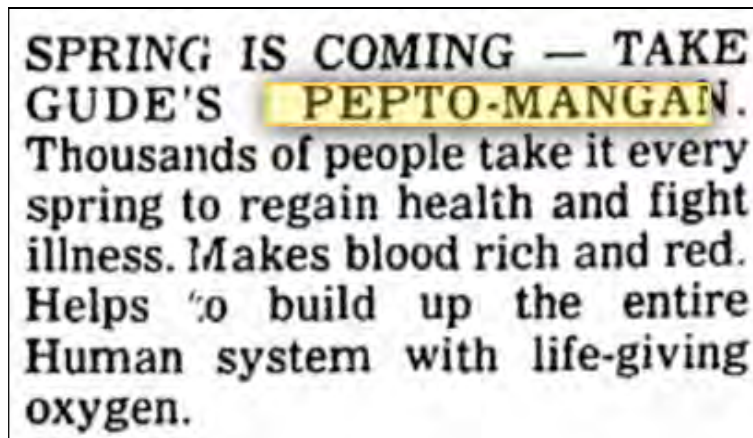 SPRING IS COMING — TAKE
GUDE'S PEPTO-MANGAN.
Thousands of people take it every
spring to regain health and fight
illness. Makes blood rich and red.
Helps to build up the entire
Human system with life-giving
oxygen.